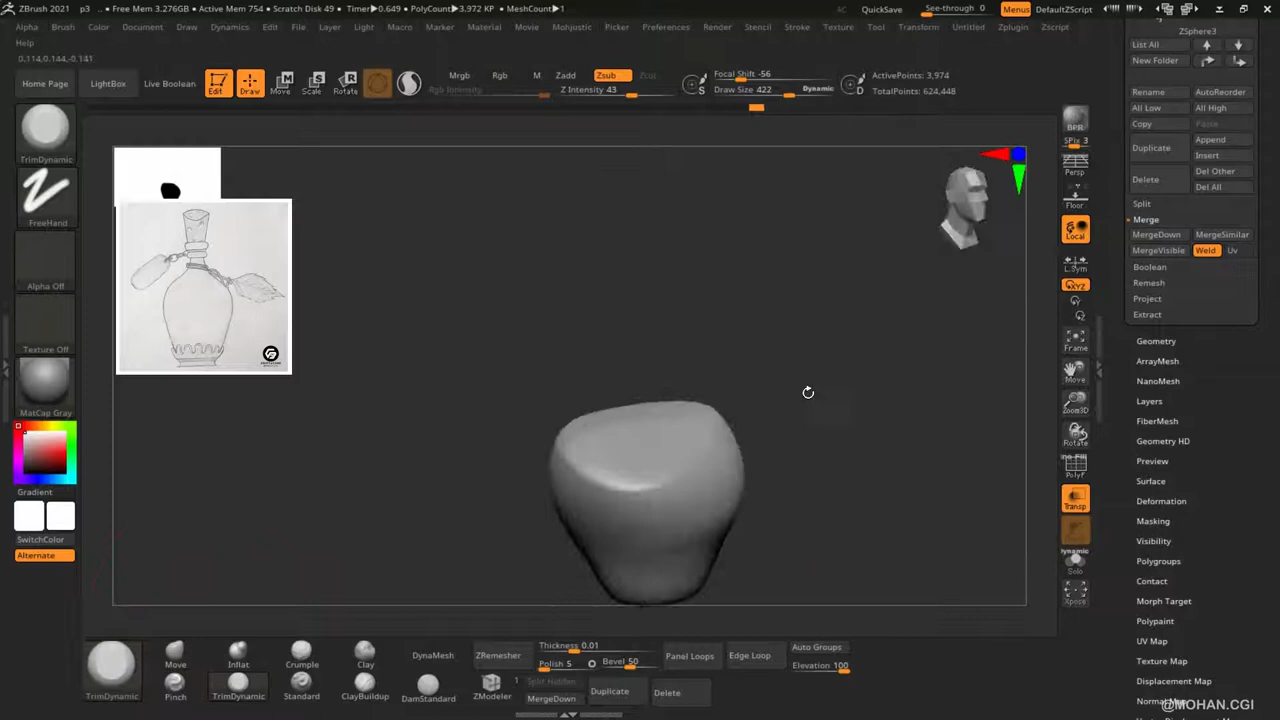 ZBrush 2021 p3 ... • Free Mem 3.276GB • Active Mem 754 • Scratch Disk 49 • Timer▶0.649 • PolyCount▶3.972 KP • MeshCount▶1 AC QuickSave See-through 0 Menus DefaultZScript
Alpha Brush Color Document Draw Dynamics Edit File Layer Light Macro Marker Material Movie Mohjustic Picker Preferences Render Stencil Stroke Texture Tool Transform Untitled Zplugin Zscript
Help
0.114,0.144,-0.141
Home Page LightBox Live Boolean Edit Draw Move Scale Rotate
Mrgb Rgb M Zadd Zsub Zcut
Rgb Intensity Z Intensity 43
S Focal Shift -56
Draw Size 422 Dynamic D
ActivePoints: 3,974
TotalPoints: 624,448
TrimDynamic
FreeHand
Alpha Off
Texture Off
MatCap Gray
Gradient
SwitchColor
Alternate
BPR
SPix 3
Persp
Floor
Local
L.Sym
XYZ
Frame
Move
Zoom3D
Rotate
PolyF
Transp
Dynamic
Solo
Xpose
ZSphere3
List All
New Folder
Rename AutoReorder
All Low All High
Copy Paste
Duplicate Append
Insert
Delete Del Other
Del All
Split
Merge
MergeDown MergeSimilar
MergeVisible Weld Uv
Boolean
Remesh
Project
Extract
Geometry
ArrayMesh
NanoMesh
Layers
FiberMesh
Geometry HD
Preview
Surface
Deformation
Masking
Visibility
Polygroups
Contact
Morph Target
Polypaint
UV Map
Texture Map
Displacement Map
TrimDynamic
Move Inflat Crumple Clay
Pinch TrimDynamic Standard ClayBuildup
DynaMesh
DamStandard
ZRemesher
ZModeler 1
Thickness 0.01
Polish 5 Bevel 50
Split Hidden
MergeDown
Duplicate
Panel Loops
Delete
Edge Loop
Auto Groups
Elevation 100
@MOHAN.CGI